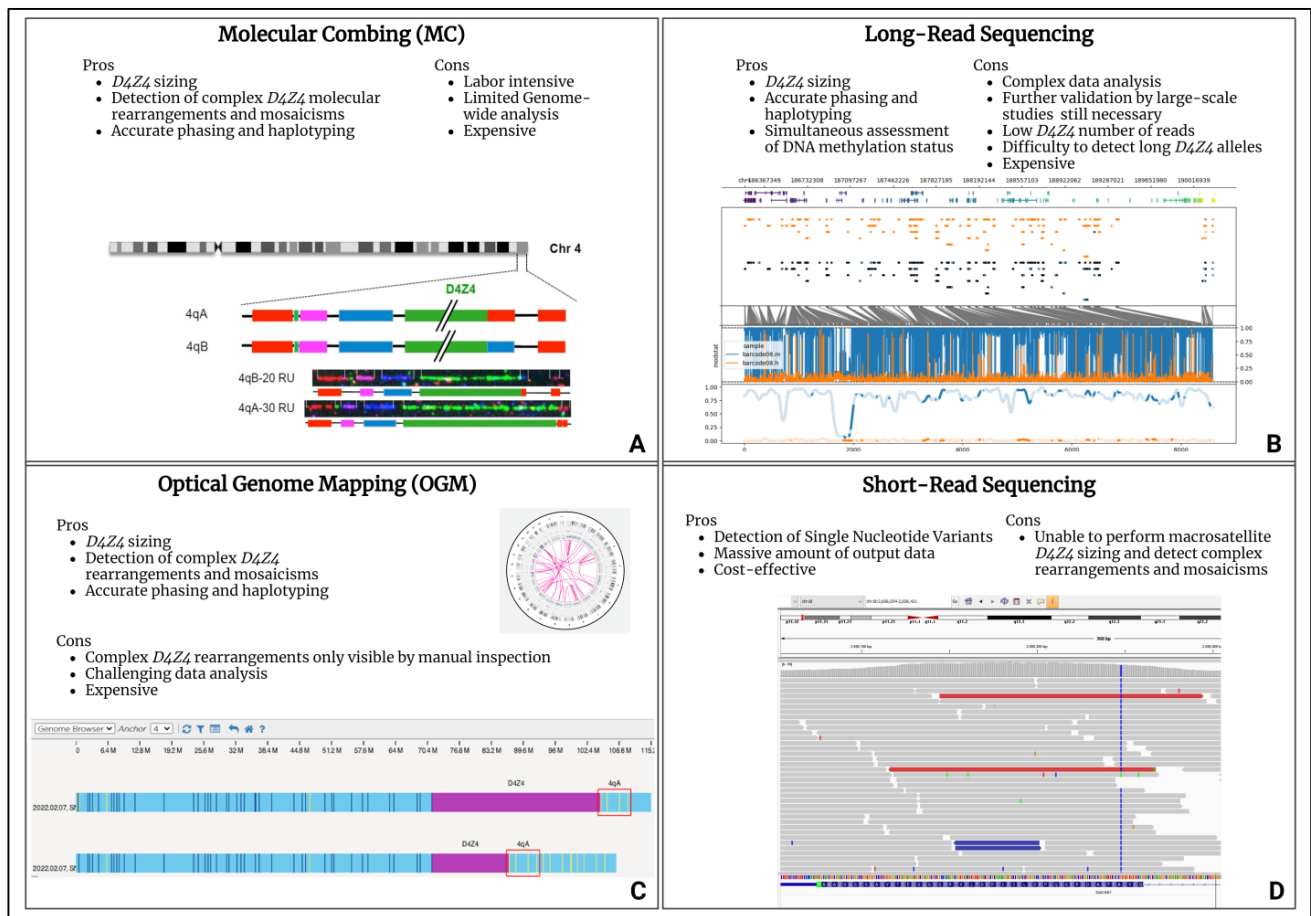 Molecular Combing (MC)
Pros
• D4Z4 sizing
• Detection of complex D4Z4 molecular
rearrangements and mosaicisms
• Accurate phasing and haplotyping
Cons
• Labor intensive
• Limited Genome-
wide analysis
• Expensive
Chr 4
D4Z4
4qA
4qB
4qB-20 RU
4qA-30 RU
A
Long-Read Sequencing
Pros
• D4Z4 sizing
• Accurate phasing and
haplotyping
• Simultaneous assessment
of DNA methylation status
Cons
• Complex data analysis
• Further validation by large-scale
studies still necessary
• Low D4Z4 number of reads
• Difficulty to detect long D4Z4 alleles
• Expensive
186367349 186732308 187097267 187462226 187827185 188192144 188557103 188922062 189287021 189651980 190016939
1.00
0.75
0.50
0.25
0.00
modstat
sample
barcode08.m
barcode08.h
1.00
0.75
0.50
0.25
0.00
0 2000 4000 6000 8000
B
Optical Genome Mapping (OGM)
Pros
• D4Z4 sizing
• Detection of complex D4Z4
rearrangements and mosaicisms
• Accurate phasing and haplotyping
Cons
• Complex D4Z4 rearrangements only visible by manual inspection
• Challenging data analysis
• Expensive
Genome Browser Anchor 4 ?
0 6.4 M 12.8 M 19.2 M 25.6 M 32 M 38.4 M 44.8 M 51.2 M 57.6 M 70.4 M 76.8 M 83.2 M 89.6 M 96 M 102.4 M 108.8 M 115.2
D4Z4 4qA
2022.02.07, SN
D4Z4 4qA
2022.02.07, SN
C
Short-Read Sequencing
Pros
• Detection of Single Nucleotide Variants
• Massive amount of output data
• Cost-effective
Cons
• Unable to perform macrosatellite
D4Z4 sizing and detect complex
rearrangements and mosaicisms
chr18
Go
D